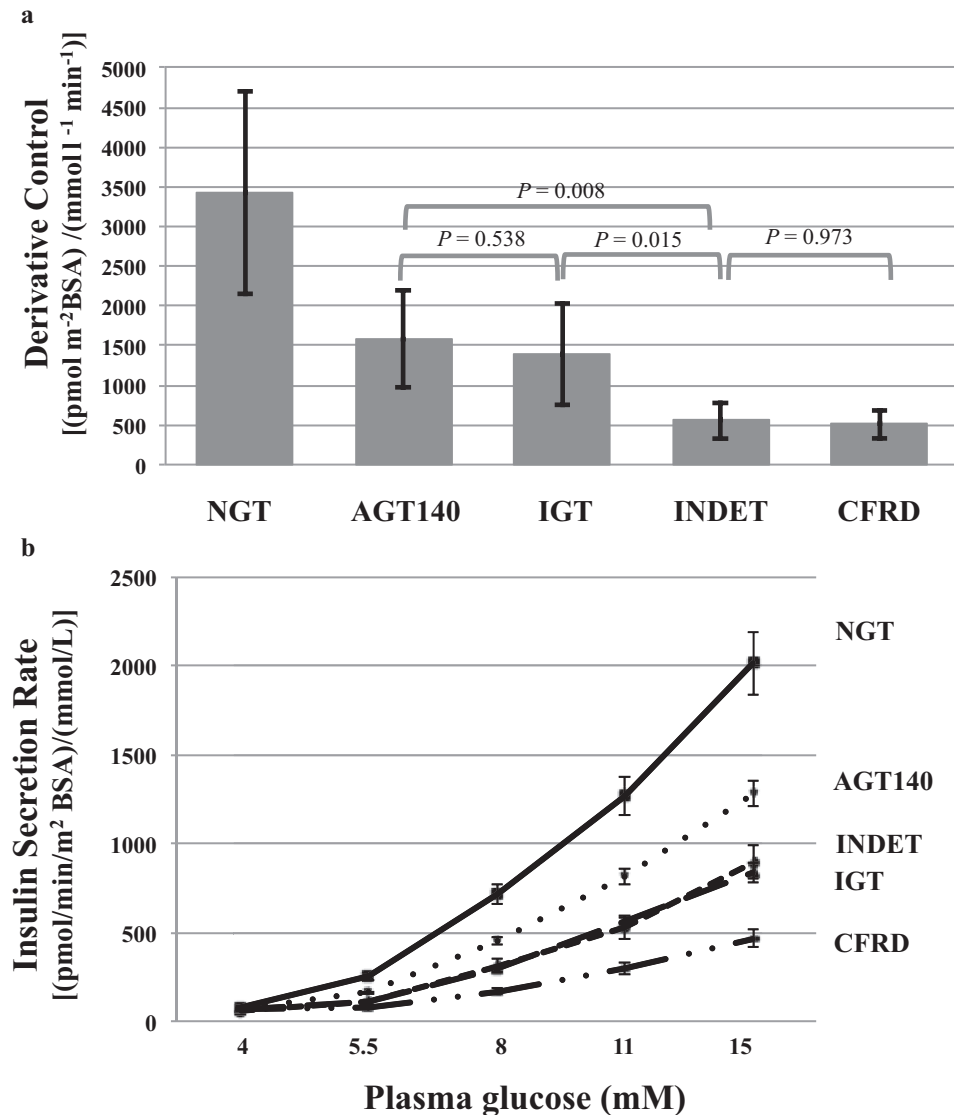 a
Derivative Control
[(pmol m⁻²BSA) /(mmol l ⁻¹ min⁻¹)]
5000
4500
4000
3500
3000
2500
2000
1500
1000
500
0
P = 0.008
P = 0.538
P = 0.015
P = 0.973
NGT
AGT140
IGT
INDET
CFRD
b
Insulin Secretion Rate
[(pmol/min/m² BSA)/(mmol/L)]
2500
2000
1500
1000
500
0
NGT
AGT140
INDET
IGT
CFRD
4
5.5
8
11
15
Plasma glucose (mM)